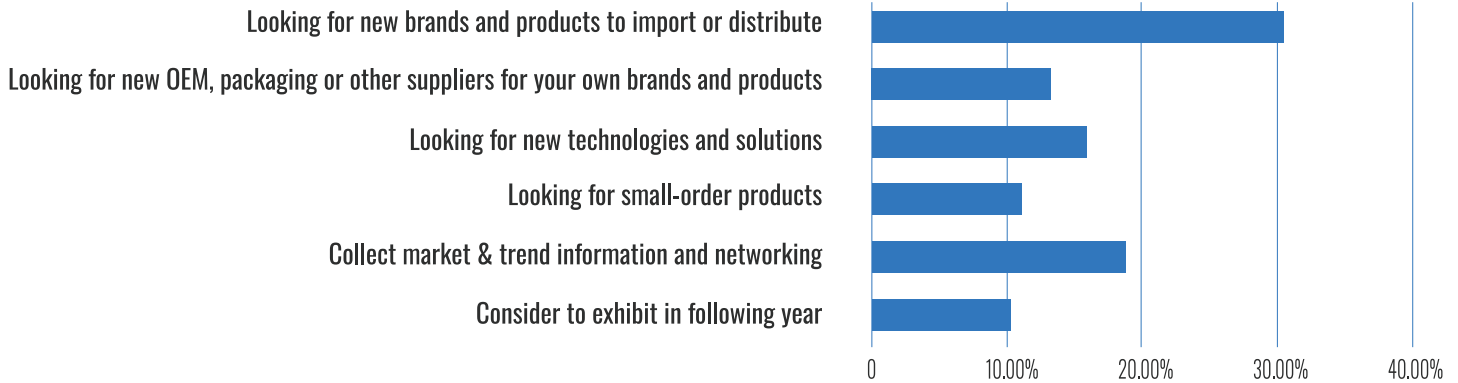 Looking for new brands and products to import or distribute
Looking for new OEM, packaging or other suppliers for your own brands and products
Looking for new technologies and solutions
Looking for small-order products
Collect market & trend information and networking
Consider to exhibit in following year
0 10.00% 20.00% 30.00% 40.00%